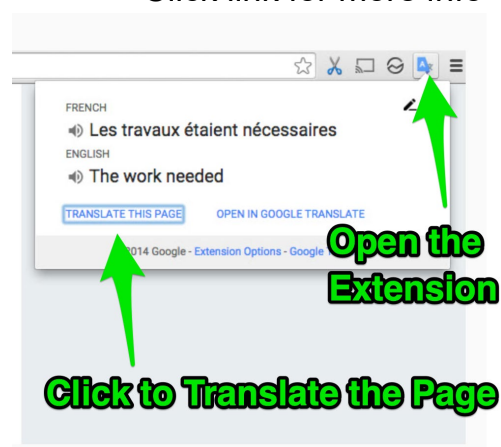 FRENCH
Les travaux étaient nécessaires
ENGLISH
The work needed
TRANSLATE THIS PAGE OPEN IN GOOGLE TRANSLATE
2014 Google - Extension Options - Google
Open the
Extension
Click to Translate the Page